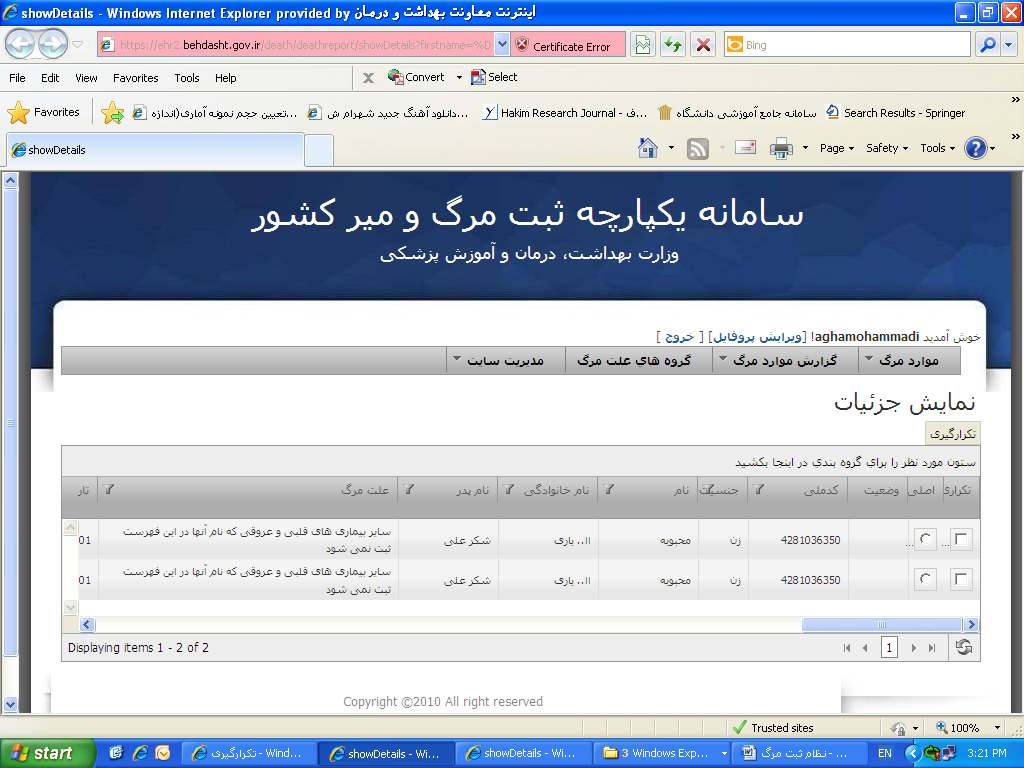 showDetails - Windows Internet Explorer provided by اینترنت معاونت بهداشت و درمان
https://ehr2.behdasht.gov.ir/death/deathreport/showDetails?firstname=%D
Certificate Error
Bing
File Edit View Favorites Tools Help
Convert Select
Favorites
تعیین حجم نمونه آماری(اندازه...
دانلود آهنگ جدید شهرام ش...
Hakim Research Journal - ف...
سامانه جامع آموزشی دانشگاه
Search Results - Springer
showDetails
Page Safety Tools
سامانه یکپارچه ثبت مرگ و میر کشور
وزارت بهداشت، درمان و آموزش پزشکی
خوش آمدید aghamohammadi! [ویرایش پروفایل] [ خروج ]
موارد مرگ گزارش موارد مرگ گروه هاي علت مرگ مدیریت سایت
نمایش جزئیات
تکرارگیری
ستون مورد نظر را براي گروه بندي در اینجا بکشید
تکراری اصلی وضعیت کدملی جنسیت نام نام خانوادگی نام پدر علت مرگ تار
... 4281036350 زن محبوبه اا.. یاری شکر علی سایر بیماری های قلبی و عروقی که نام آنها در این فهرست 01
ثبت نمی شود
4281036350 زن محبوبه اا.. یاری شکر علی سایر بیماری های قلبی و عروقی که نام آنها در این فهرست 01
ثبت نمی شود
Displaying items 1 - 2 of 2
1
Copyright ©2010 All right reserved
Trusted sites 100%
start
تکرارگیری - Wind...
showDetails - Wi...
showDetails - Wi...
3 Windows Exp...
نظام ثبت مرگ - ...
EN 3:21 PM